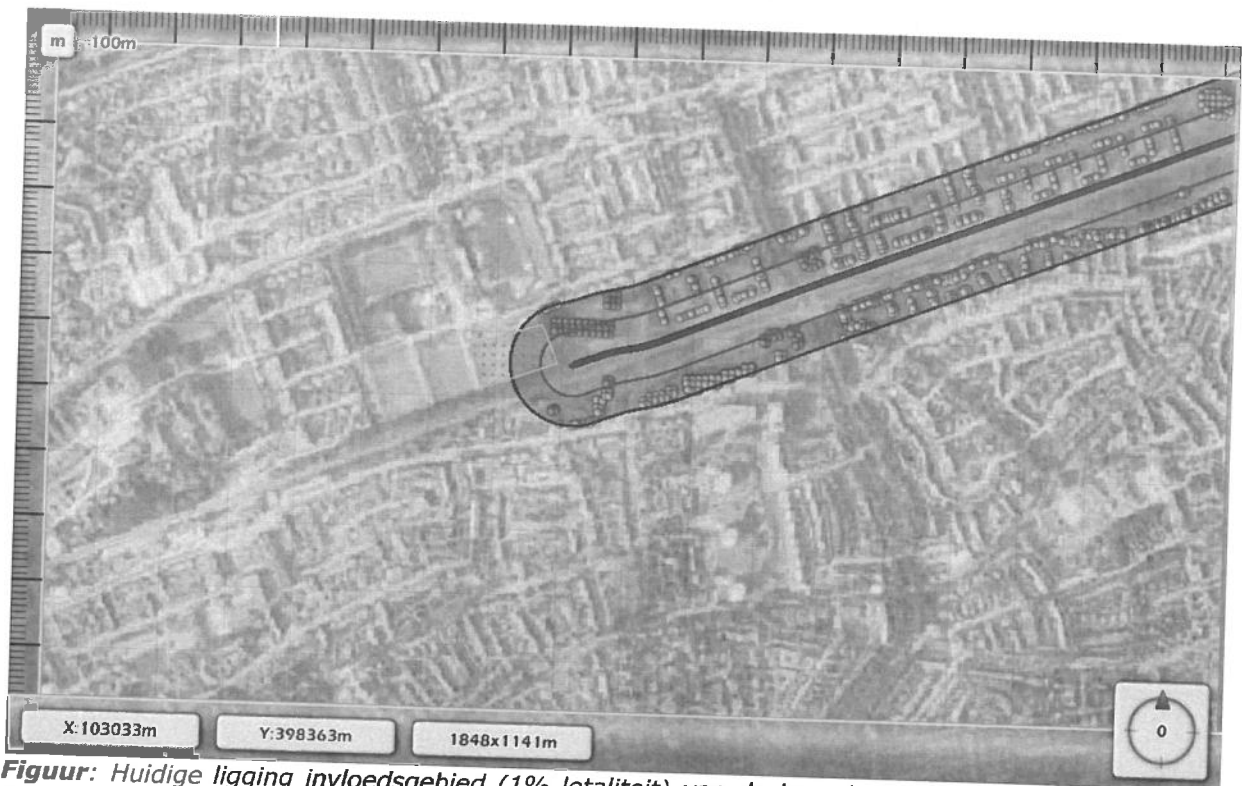 m
100m
X:103033m
Y:398363m
1848x1141m
0
Figuur: Huidige ligging invloedsgebied (1% letaliteit)